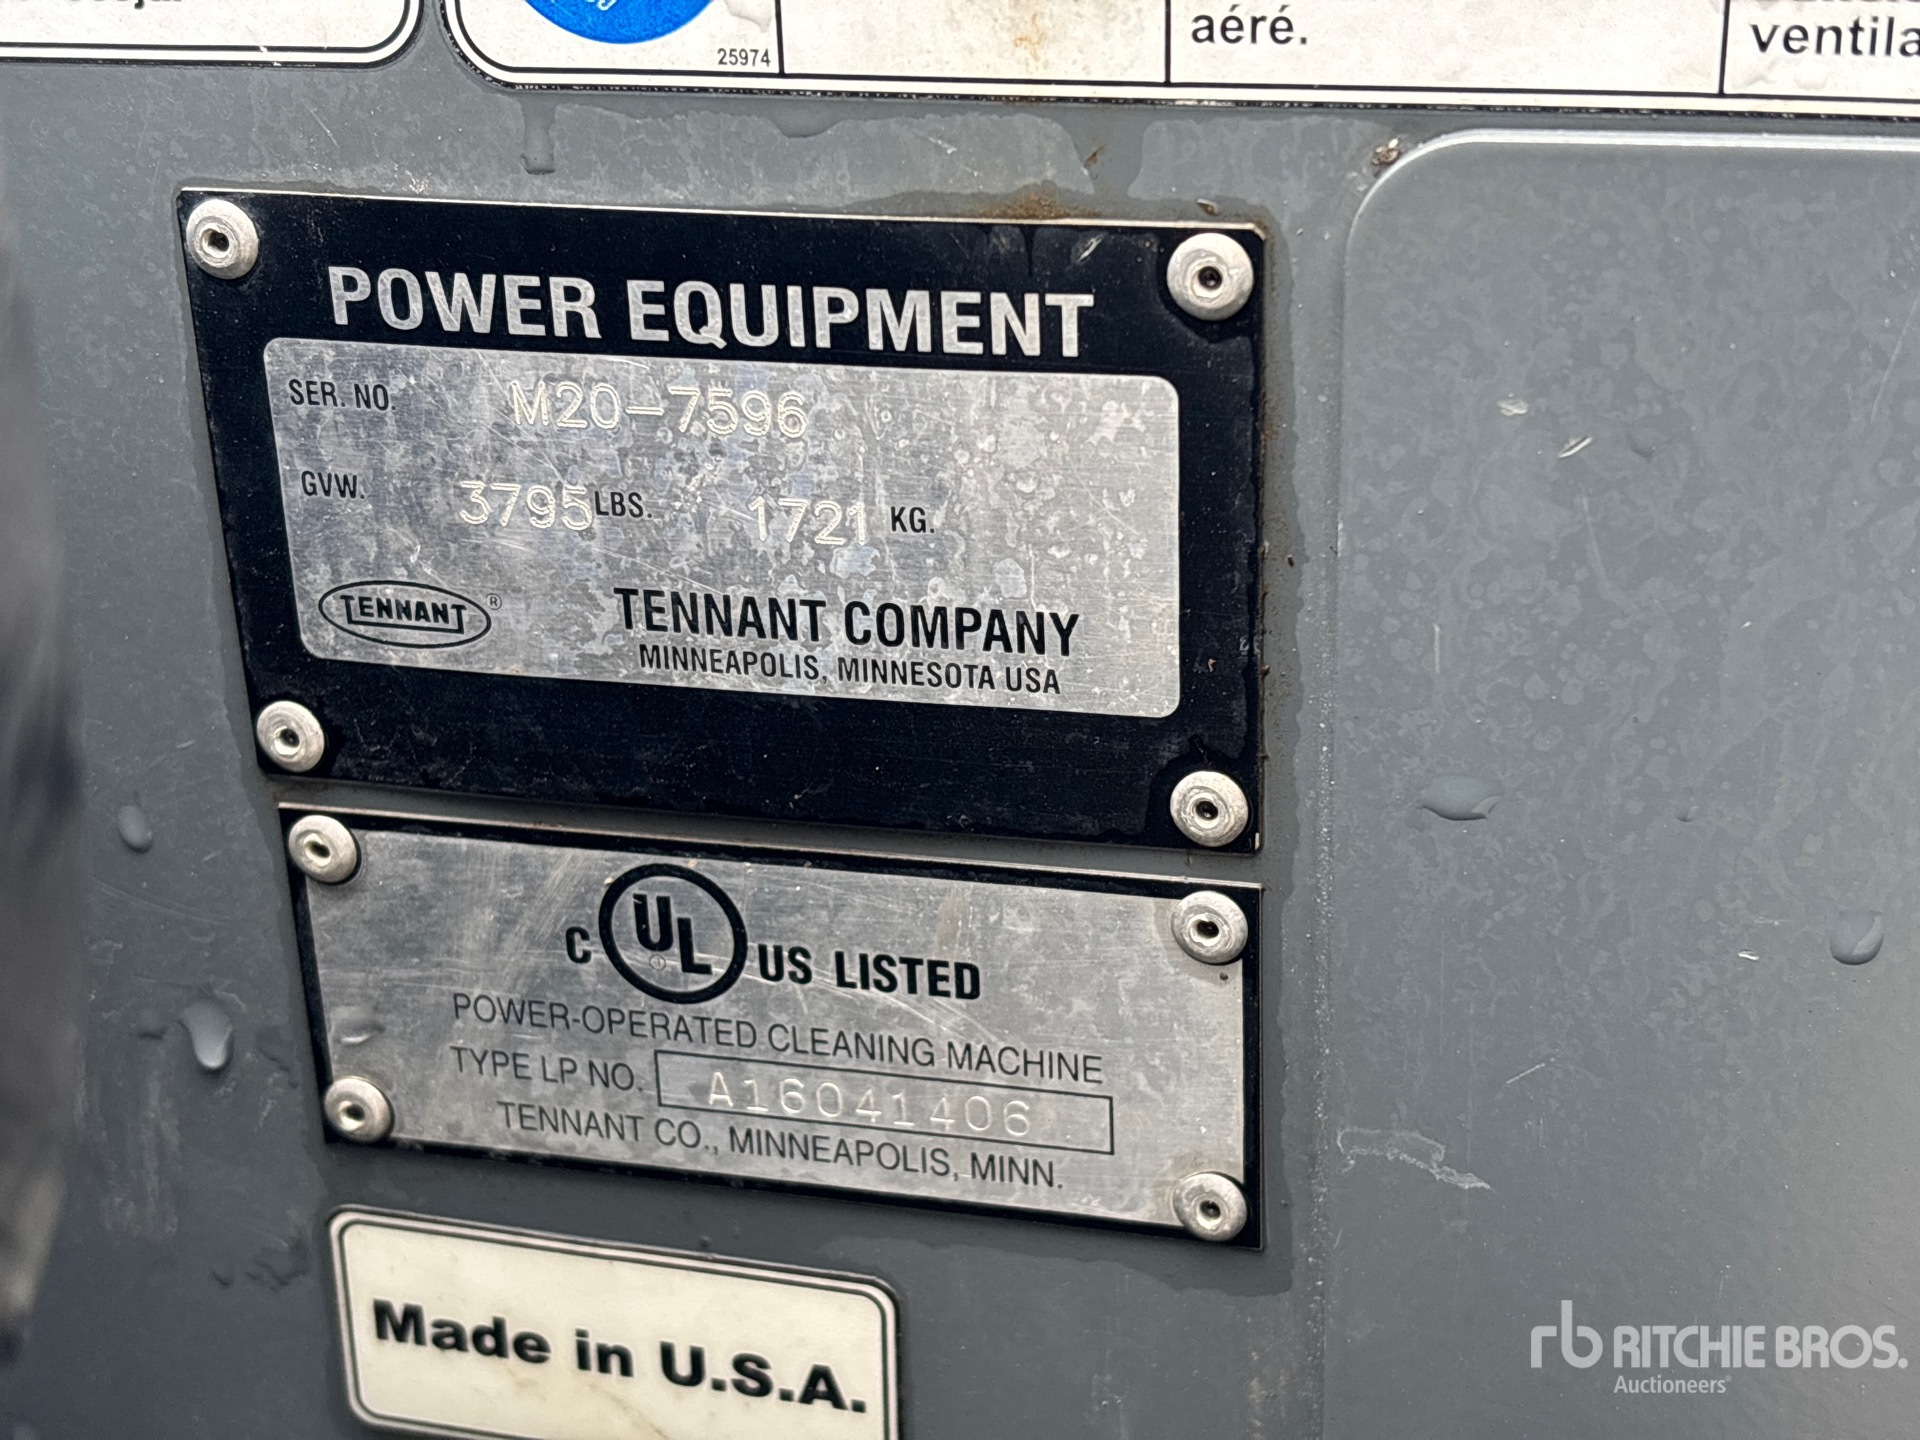 25974
aéré.
ventila
POWER EQUIPMENT
SER. NO. M20-7596
GVW. 3795 LBS. 1721 KG.
TENNANT ®
TENNANT COMPANY
MINNEAPOLIS, MINNESOTA USA
C UL US LISTED
POWER-OPERATED CLEANING MACHINE
TYPE LP NO. A16041406
TENNANT CO., MINNEAPOLIS, MINN.
Made in U.S.A.
rb RITCHIE BROS.
Auctioneers